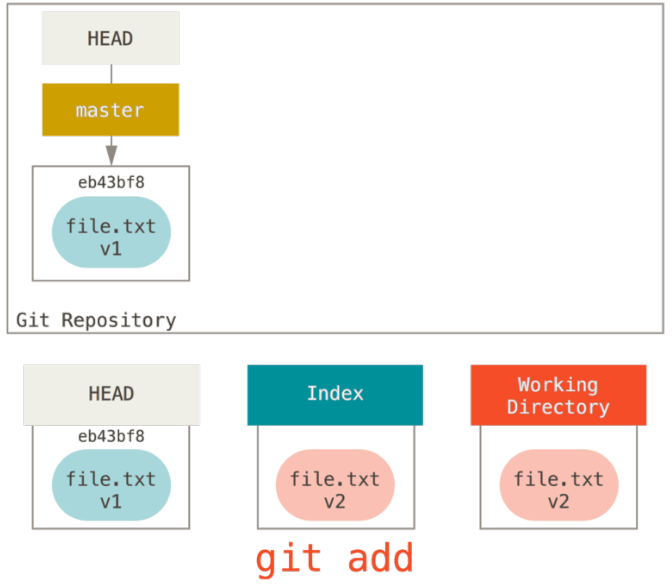 HEAD
master
eb43bf8
file.txt
v1
Git Repository
HEAD
Index
Working
Directory
eb43bf8
file.txt
v1
file.txt
v2
file.txt
v2
git add